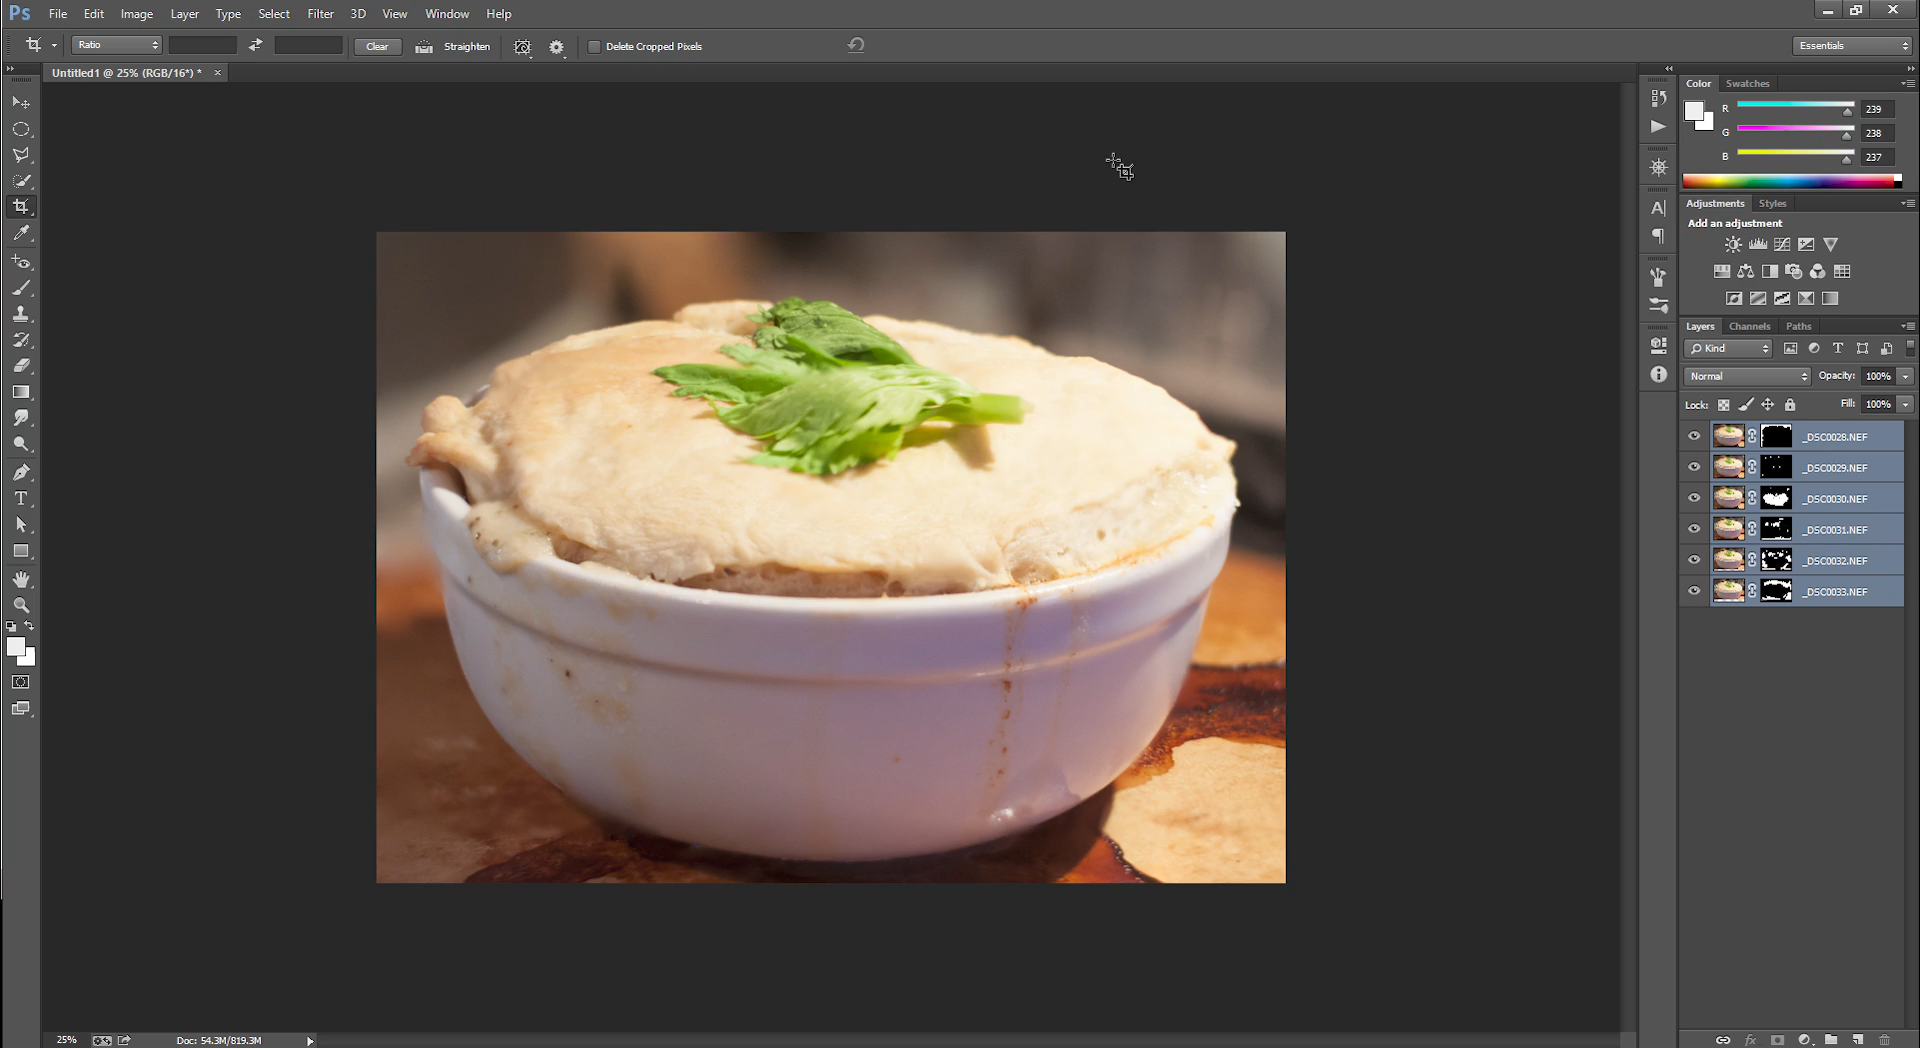 Ps File Edit Image Layer Type Select Filter 3D View Window Help
Ratio Clear Straighten Delete Cropped Pixels Essentials
Untitled1 @ 25% (RGB/16*) * ×
Color Swatches
R 239
G 238
B 237
Adjustments Styles
Add an adjustment
Layers Channels Paths
Kind
Normal Opacity: 100%
Lock: Fill: 100%
_DSC0028.NEF
_DSC0029.NEF
_DSC0030.NEF
_DSC0031.NEF
_DSC0032.NEF
_DSC0033.NEF
25% Doc: 54.3M/819.3M